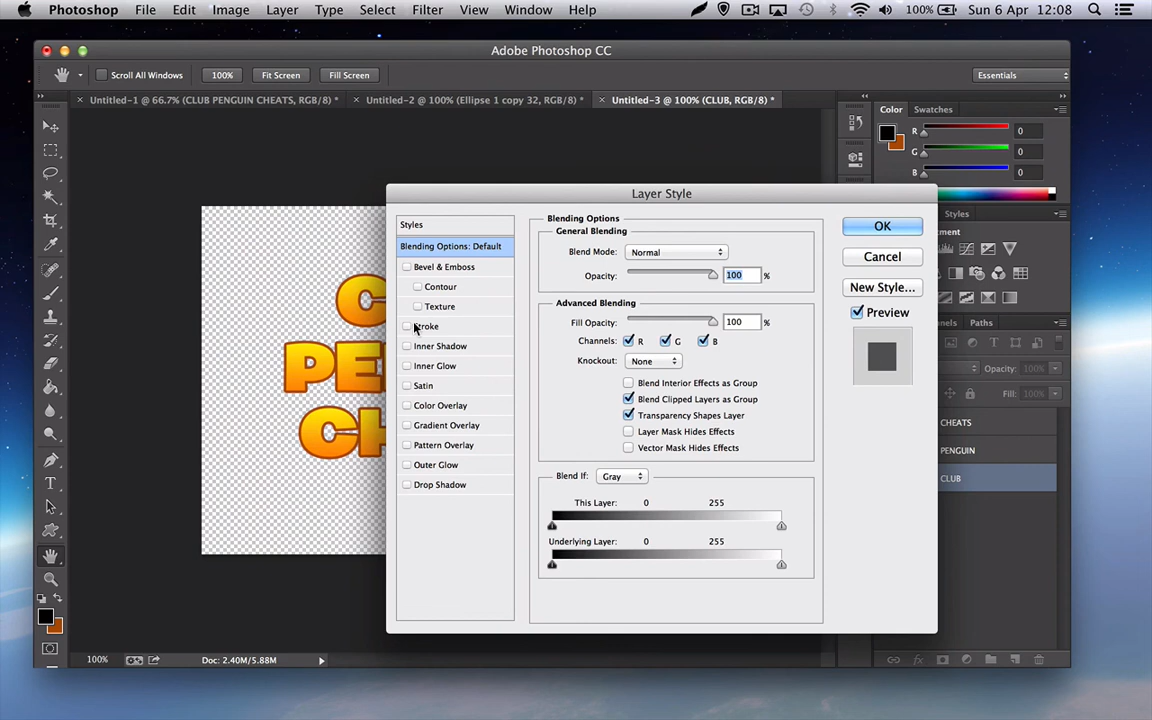 Photoshop File Edit Image Layer Type Select Filter View Window Help 100% Sun 6 Apr 12:08
Adobe Photoshop CC
Scroll All Windows 100% Fit Screen Fill Screen Essentials
Untitled-1 @ 66.7% (CLUB PENGUIN CHEATS, RGB/8) * Untitled-2 @ 100% (Ellipse 1 copy 32, RGB/8) * Untitled-3 @ 100% (CLUB, RGB/8) *
Color Swatches
R 0
G 0
B 0
Layer Style
Styles
Blending Options: Default
Bevel & Emboss
Contour
Texture
Stroke
Inner Shadow
Inner Glow
Satin
Color Overlay
Gradient Overlay
Pattern Overlay
Outer Glow
Drop Shadow
Blending Options
General Blending
Blend Mode: Normal
Opacity: 100 %
Advanced Blending
Fill Opacity: 100 %
Channels: R G B
Knockout: None
Blend Interior Effects as Group
Blend Clipped Layers as Group
Transparency Shapes Layer
Layer Mask Hides Effects
Vector Mask Hides Effects
Blend If: Gray
This Layer: 0 255
Underlying Layer: 0 255
OK
Cancel
New Style...
Preview
Styles
Paths
Opacity: 100%
Fill: 100%
CHEATS
PENGUIN
CLUB
C
PE
CH
100% Doc: 2.40M/5.88M